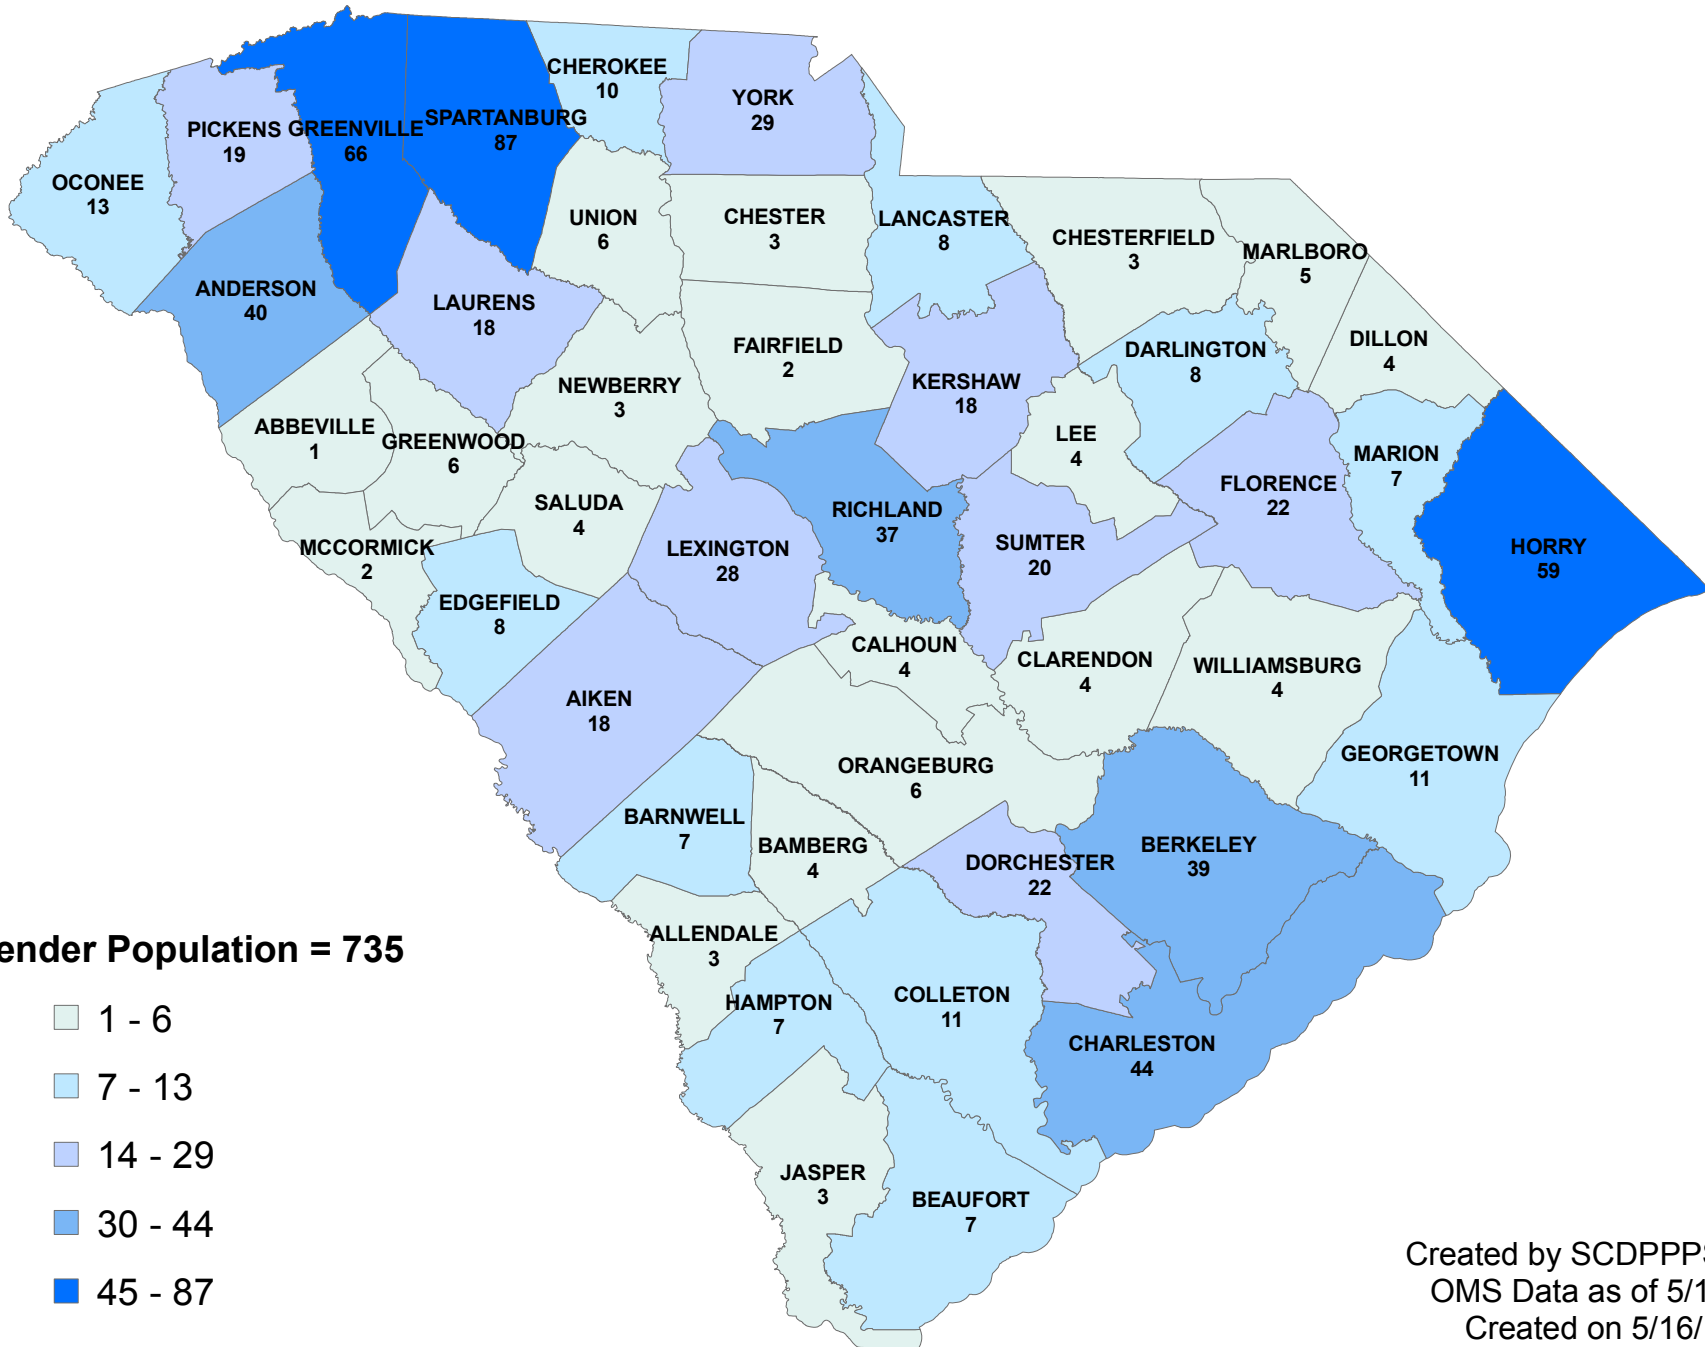 CHEROKEE
10
YORK
29
PICKENS
19
GREENVILLE
66
SPARTANBURG
87
OCONEE
13
UNION
6
CHESTER
3
LANCASTER
8
CHESTERFIELD
3
MARLBORO
5
ANDERSON
40
LAURENS
18
FAIRFIELD
2
DARLINGTON
8
DILLON
4
NEWBERRY
3
KERSHAW
18
ABBEVILLE
1
GREENWOOD
6
LEE
4
MARION
7
SALUDA
4
RICHLAND
37
FLORENCE
22
MCCORMICK
2
LEXINGTON
28
SUMTER
20
HORRY
59
EDGEFIELD
8
CALHOUN
4
CLARENDON
4
WILLIAMSBURG
4
AIKEN
18
ORANGEBURG
6
GEORGETOWN
11
BARNWELL
7
BAMBERG
4
DORCHESTER
22
BERKELEY
39
ALLENDALE
3
HAMPTON
7
COLLETON
11
CHARLESTON
44
JASPER
3
BEAUFORT
7
ender Population = 735
1 - 6
7 - 13
14 - 29
30 - 44
45 - 87
Created by SCDPPP
OMS Data as of 5/1
Created on 5/16/